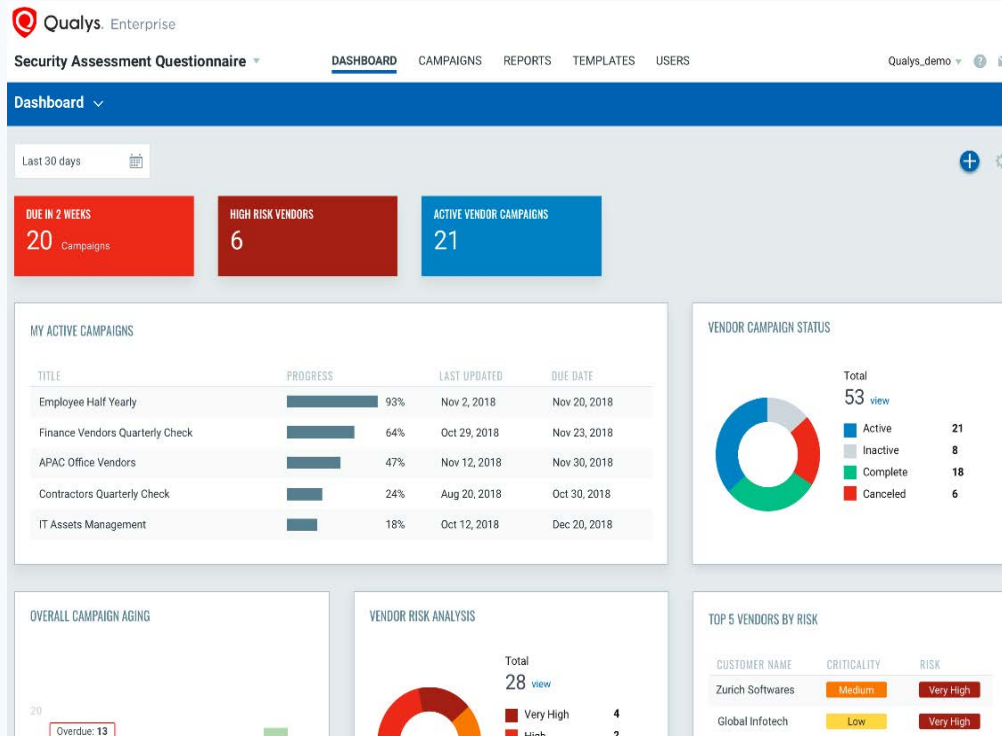 Qualys. Enterprise
Security Assessment Questionnaire
DASHBOARD CAMPAIGNS REPORTS TEMPLATES USERS
Qualys_demo
Dashboard
Last 30 days
DUE IN 2 WEEKS
20 Campaigns
HIGH RISK VENDORS
6
ACTIVE VENDOR CAMPAIGNS
21
MY ACTIVE CAMPAIGNS
TITLE PROGRESS LAST UPDATED DUE DATE
Employee Half Yearly 93% Nov 2, 2018 Nov 20, 2018
Finance Vendors Quarterly Check 64% Oct 29, 2018 Nov 23, 2018
APAC Office Vendors 47% Nov 12, 2018 Nov 30, 2018
Contractors Quarterly Check 24% Aug 20, 2018 Oct 30, 2018
IT Assets Management 18% Oct 12, 2018 Dec 20, 2018
VENDOR CAMPAIGN STATUS
Total
53 view
Active 21
Inactive 8
Complete 18
Canceled 6
OVERALL CAMPAIGN AGING
20
Overdue: 13
VENDOR RISK ANALYSIS
Total
28 view
Very High 4
High 2
TOP 5 VENDORS BY RISK
CUSTOMER NAME CRITICALITY RISK
Zurich Softwares Medium Very High
Global Infotech Low Very High